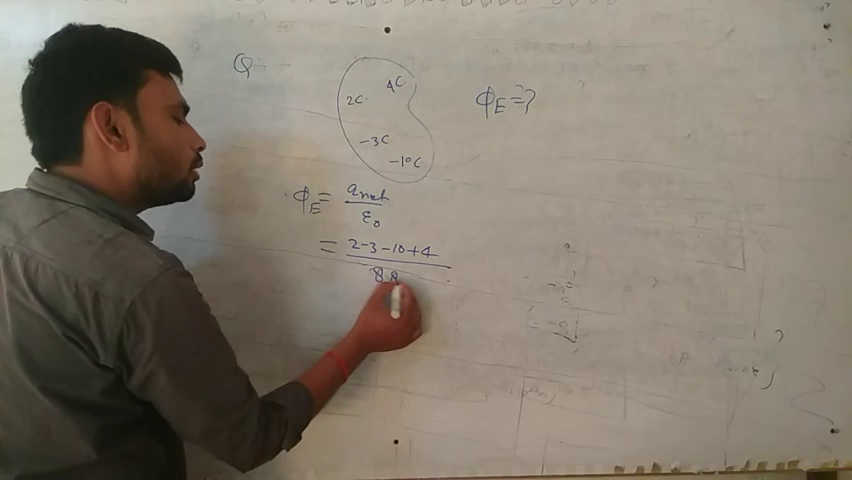 Q:-
2C. 4C.
-3C
-10C.
ΦE = ?
ΦE = qnet / ε0
= 2-3-10+4 / 8.8